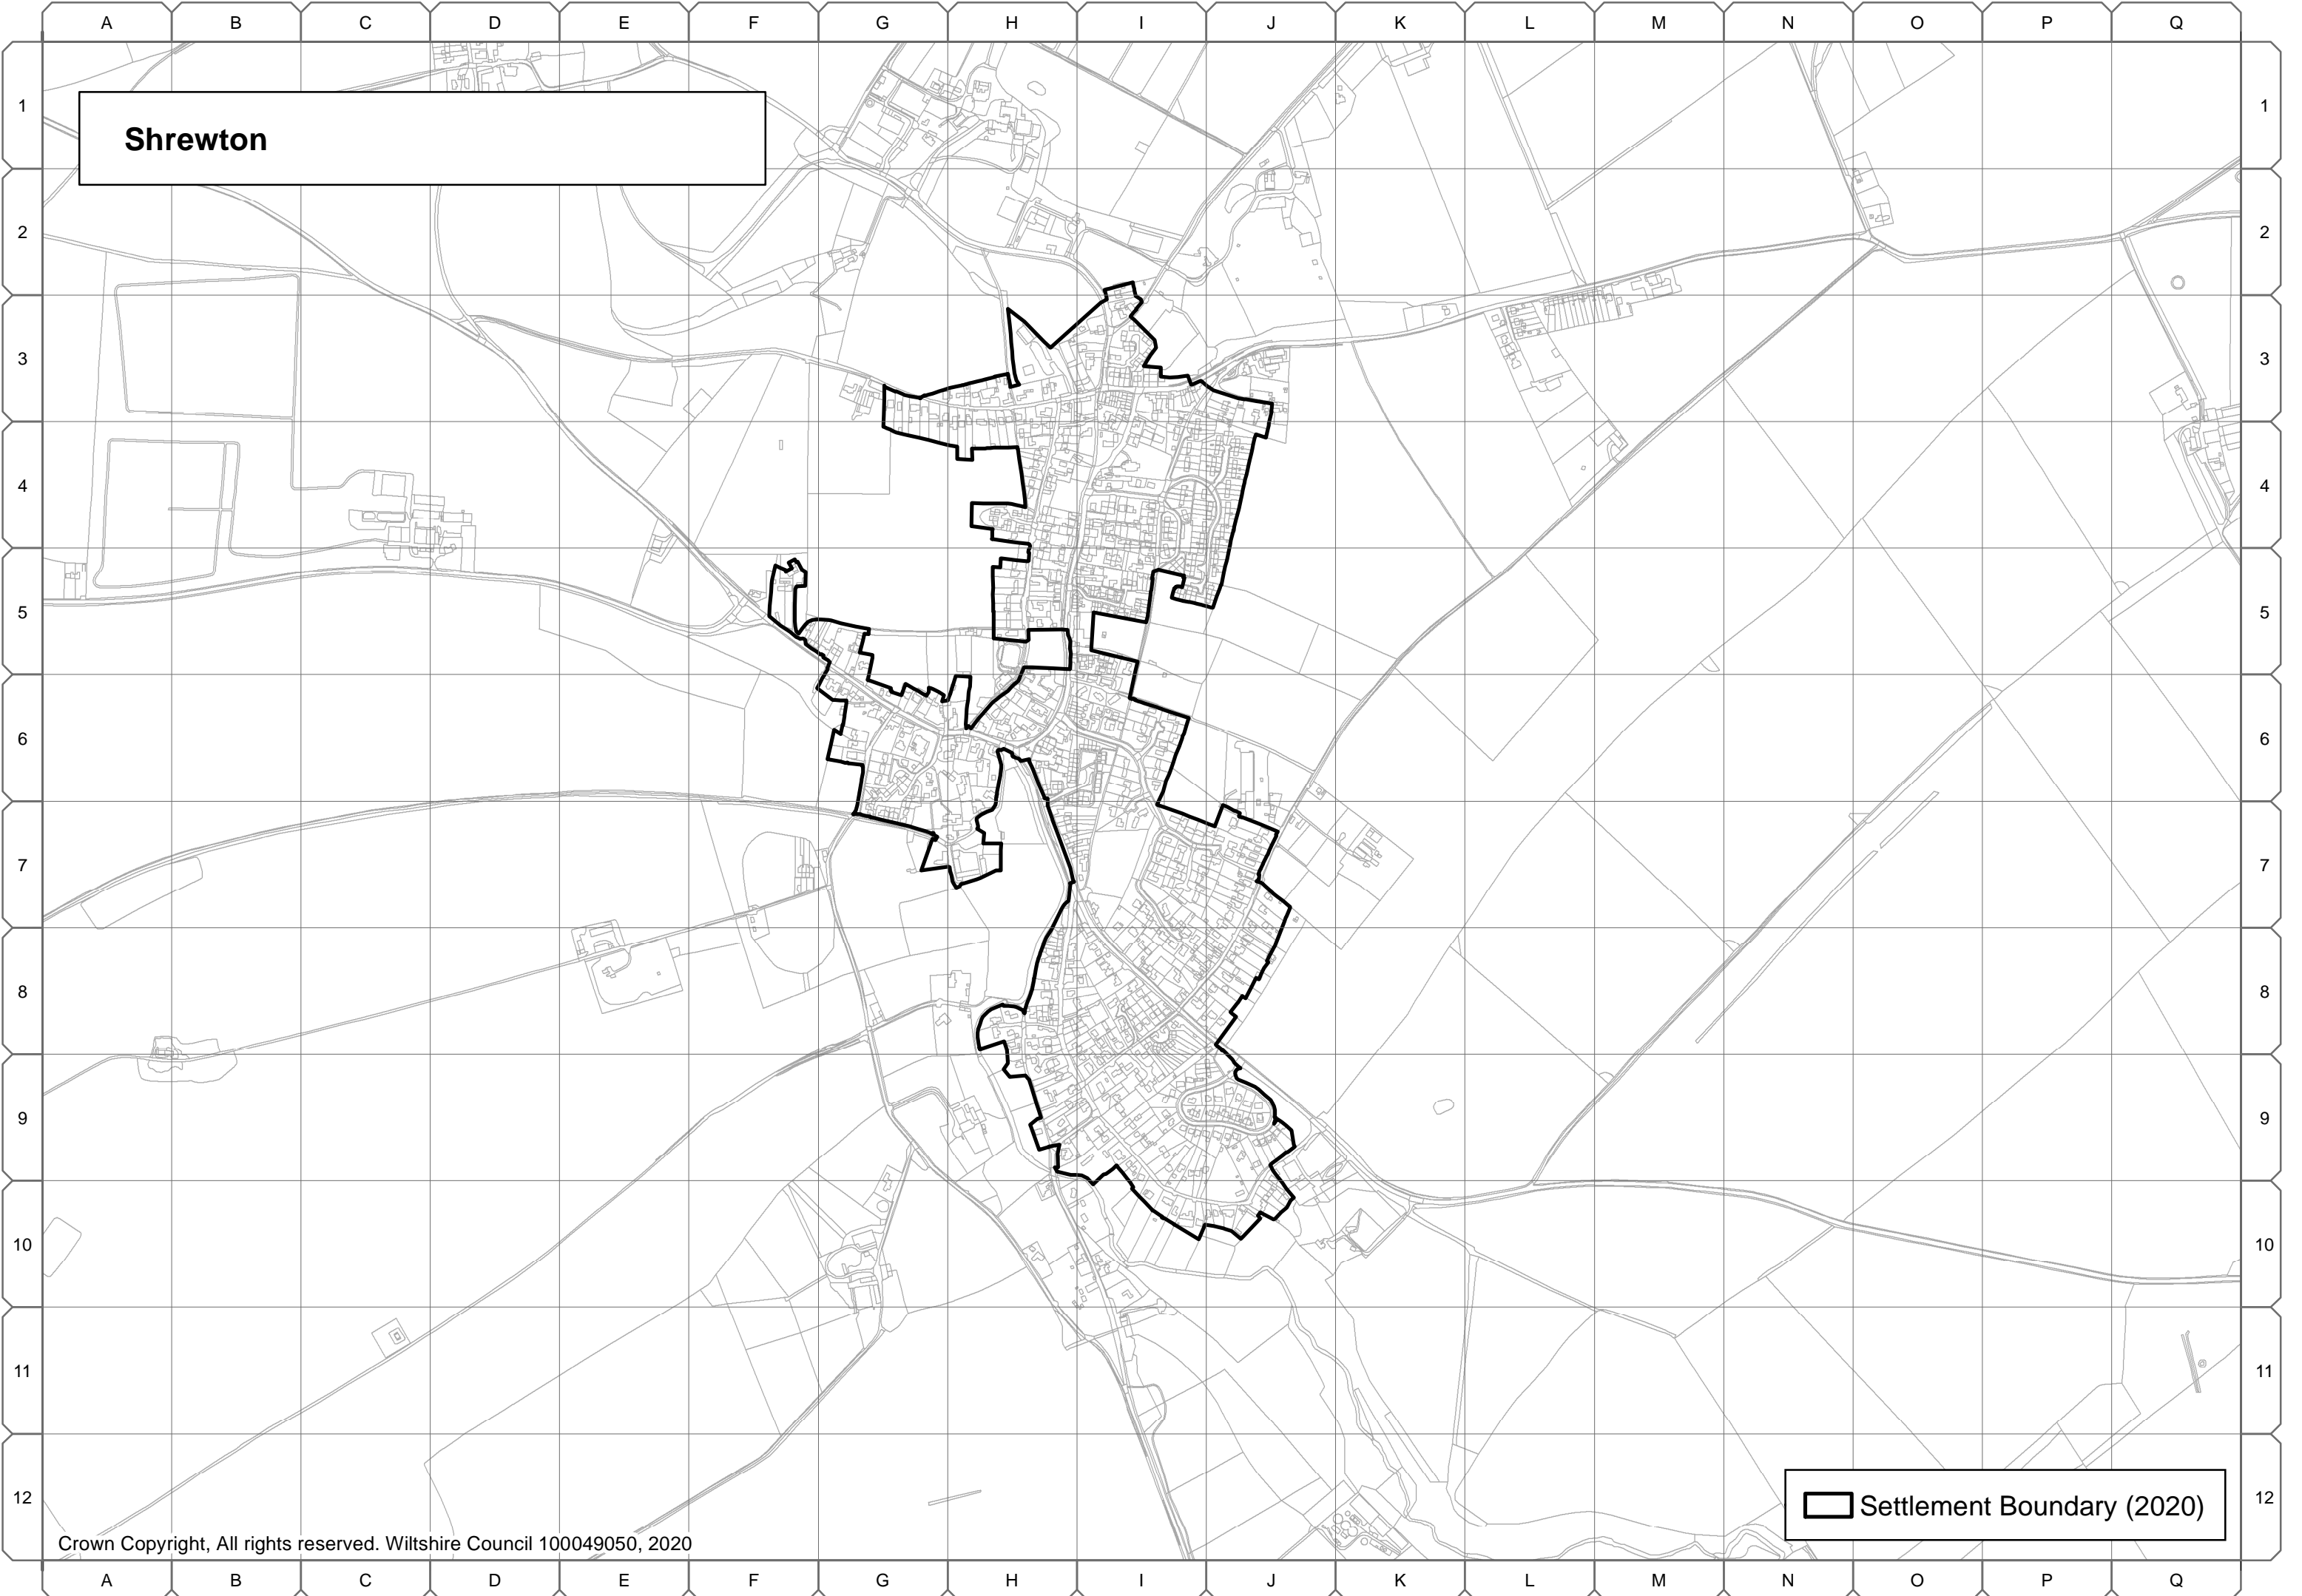 A B C D E F G H I J K L M N O P Q
1 1
Shrewton
2 2
3 3
4 4
5 5
6 6
7 7
8 8
9 9
10 10
11 11
12 12
Settlement Boundary (2020)
Crown Copyright, All rights reserved. Wiltshire Council 100049050, 2020
A B C D E F G H I J K L M N O P Q